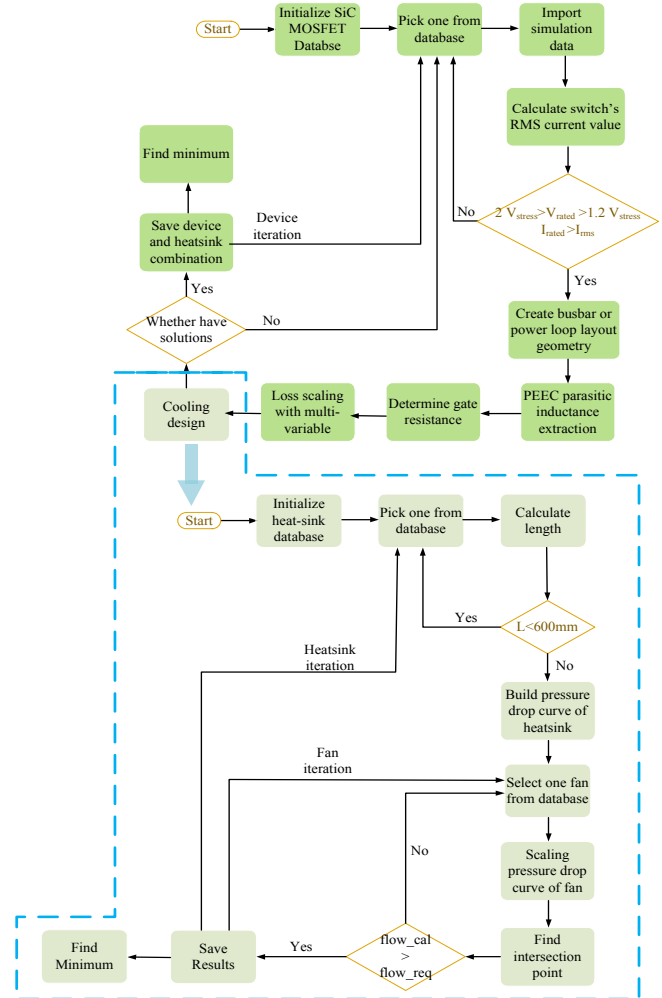 Start
Initialize SiC
MOSFET
Databse
Pick one from
database
Import
simulation
data
Calculate switch's
RMS current value
2 Vstress>Vrated >1.2 Vstress
Irated >Irms
No
Yes
Create busbar or
power loop layout
geometry
PEEC parasitic
inductance
extraction
Determine gate
resistance
Loss scaling
with multi-
variable
Cooling
design
Whether have
solutions
No
Yes
Save device
and heatsink
combination
Device
iteration
Find minimum
Start
Initialize
heat-sink
database
Pick one from
database
Calculate
length
L<600mm
Yes
No
Build pressure
drop curve of
heatsink
Select one fan
from database
Scaling
pressure drop
curve of fan
Find
intersection
point
flow_cal
>
flow_req
No
Yes
Save
Results
Heatsink
iteration
Fan
iteration
Find
Minimum